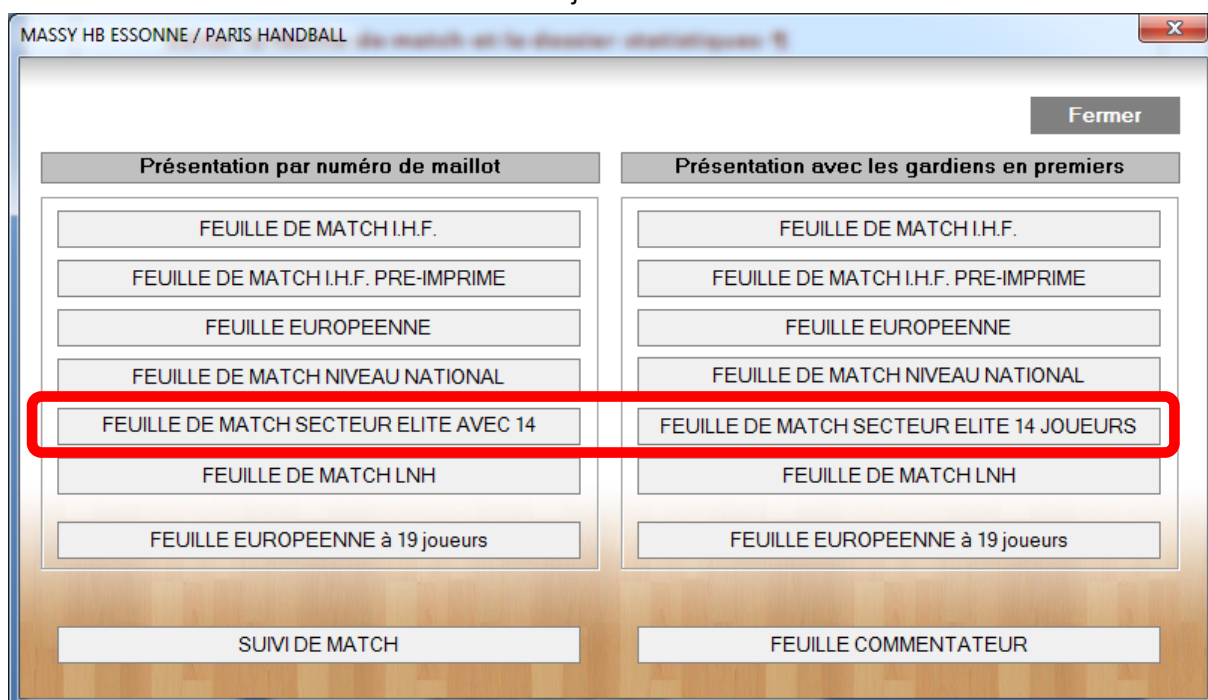 MASSY HB ESSONNE / PARIS HANDBALL
Fermer
Présentation par numéro de maillot
FEUILLE DE MATCH I.H.F.
FEUILLE DE MATCH I.H.F. PRE-IMPRIME
FEUILLE EUROPEENNE
FEUILLE DE MATCH NIVEAU NATIONAL
FEUILLE DE MATCH SECTEUR ELITE AVEC 14
FEUILLE DE MATCH LNH
FEUILLE EUROPEENNE à 19 joueurs
SUIVI DE MATCH
Présentation avec les gardiens en premiers
FEUILLE DE MATCH I.H.F.
FEUILLE DE MATCH I.H.F. PRE-IMPRIME
FEUILLE EUROPEENNE
FEUILLE DE MATCH NIVEAU NATIONAL
FEUILLE DE MATCH SECTEUR ELITE 14 JOUEURS
FEUILLE DE MATCH LNH
FEUILLE EUROPEENNE à 19 joueurs
FEUILLE COMMENTATEUR